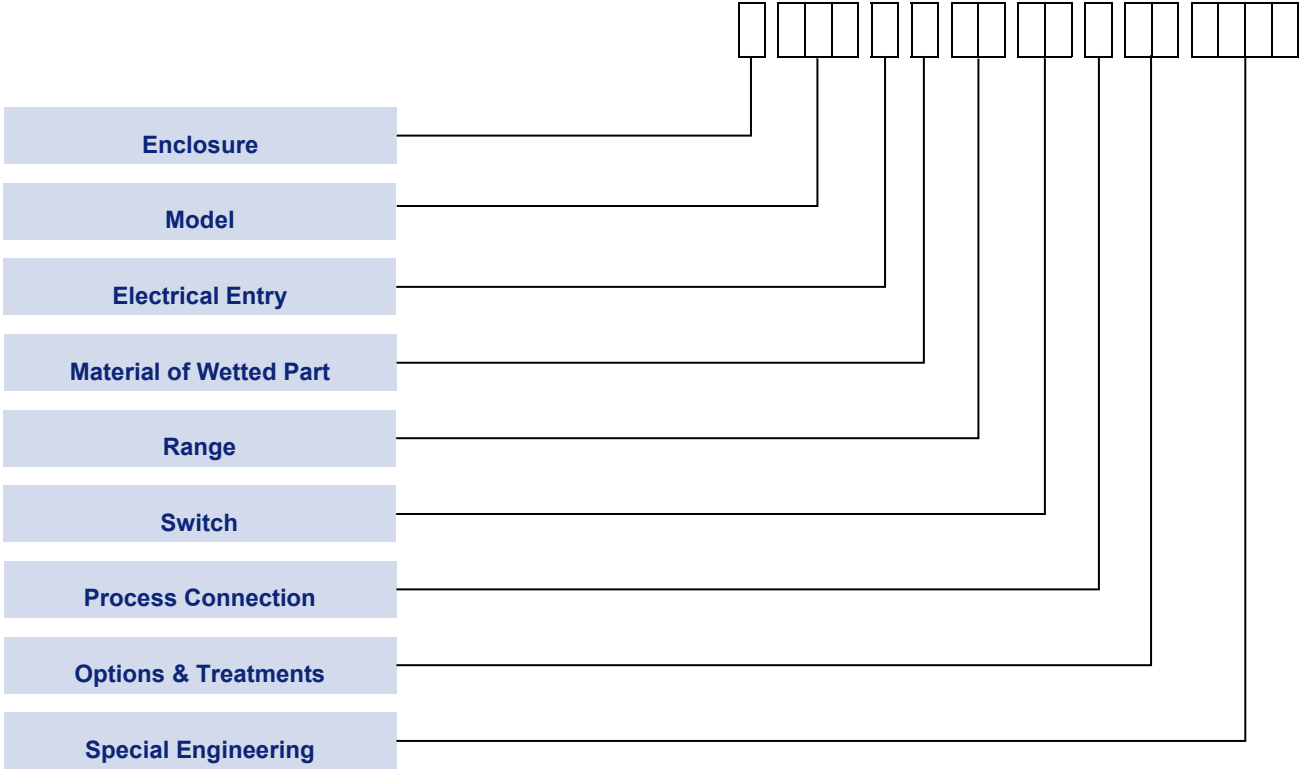 Enclosure
Model
Electrical Entry
Material of Wetted Part
Range
Switch
Process Connection
Options & Treatments
Special Engineering